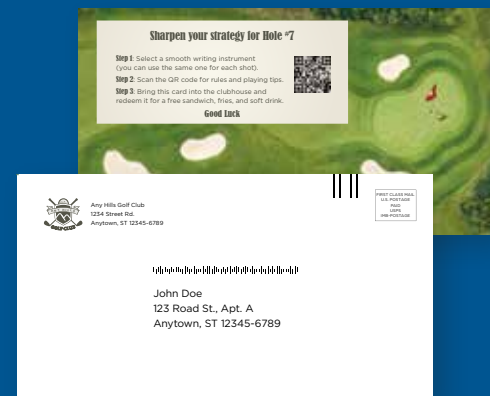 Sharpen your strategy for Hole #7
Step 1: Select a smooth writing instrument
(you can use the same one for each shot).
Step 2: Scan the QR code for rules and playing tips.
Step 3: Bring this card into the clubhouse and
redeem it for a free sandwich, fries, and soft drink.
Good Luck
GOLF CLUB
Any Hills Golf Club
1234 Street Rd.
Anytown, ST 12345-6789
FIRST CLASS MAIL
U.S. POSTAGE
PAID
USPS
IMB-POSTAGE
John Doe
123 Road St., Apt. A
Anytown, ST 12345-6789